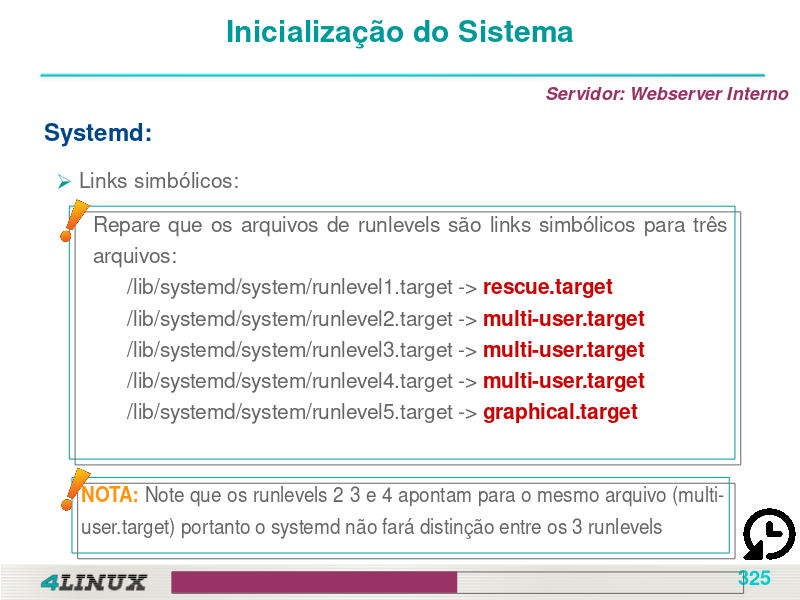 Inicialização do Sistema
Servidor: Webserver Interno
Systemd:
Links simbólicos:
Repare que os arquivos de runlevels são links simbólicos para três
arquivos:
/lib/systemd/system/runlevel1.target -> rescue.target
/lib/systemd/system/runlevel2.target -> multi-user.target
/lib/systemd/system/runlevel3.target -> multi-user.target
/lib/systemd/system/runlevel4.target -> multi-user.target
/lib/systemd/system/runlevel5.target -> graphical.target
NOTA: Note que os runlevels 2 3 e 4 apontam para o mesmo arquivo (multi-
user.target) portanto o systemd não fará distinção entre os 3 runlevels
4LINUX
325